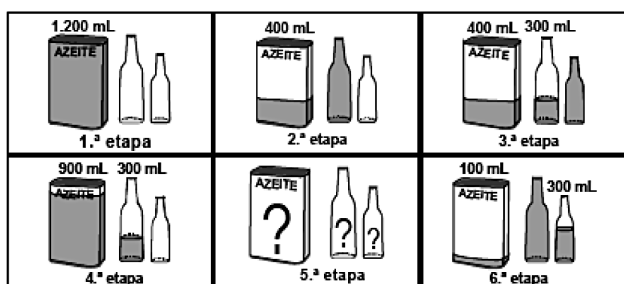 1.200 mL
AZEITE
1.ª etapa
400 mL
AZEITE
2.ª etapa
400 mL 300 mL
AZEITE
3.ª etapa
900 mL 300 mL
AZEITE
4.ª etapa
AZEITE
? ? ?
5.ª etapa
100 mL
AZEITE
300 mL
6.ª etapa